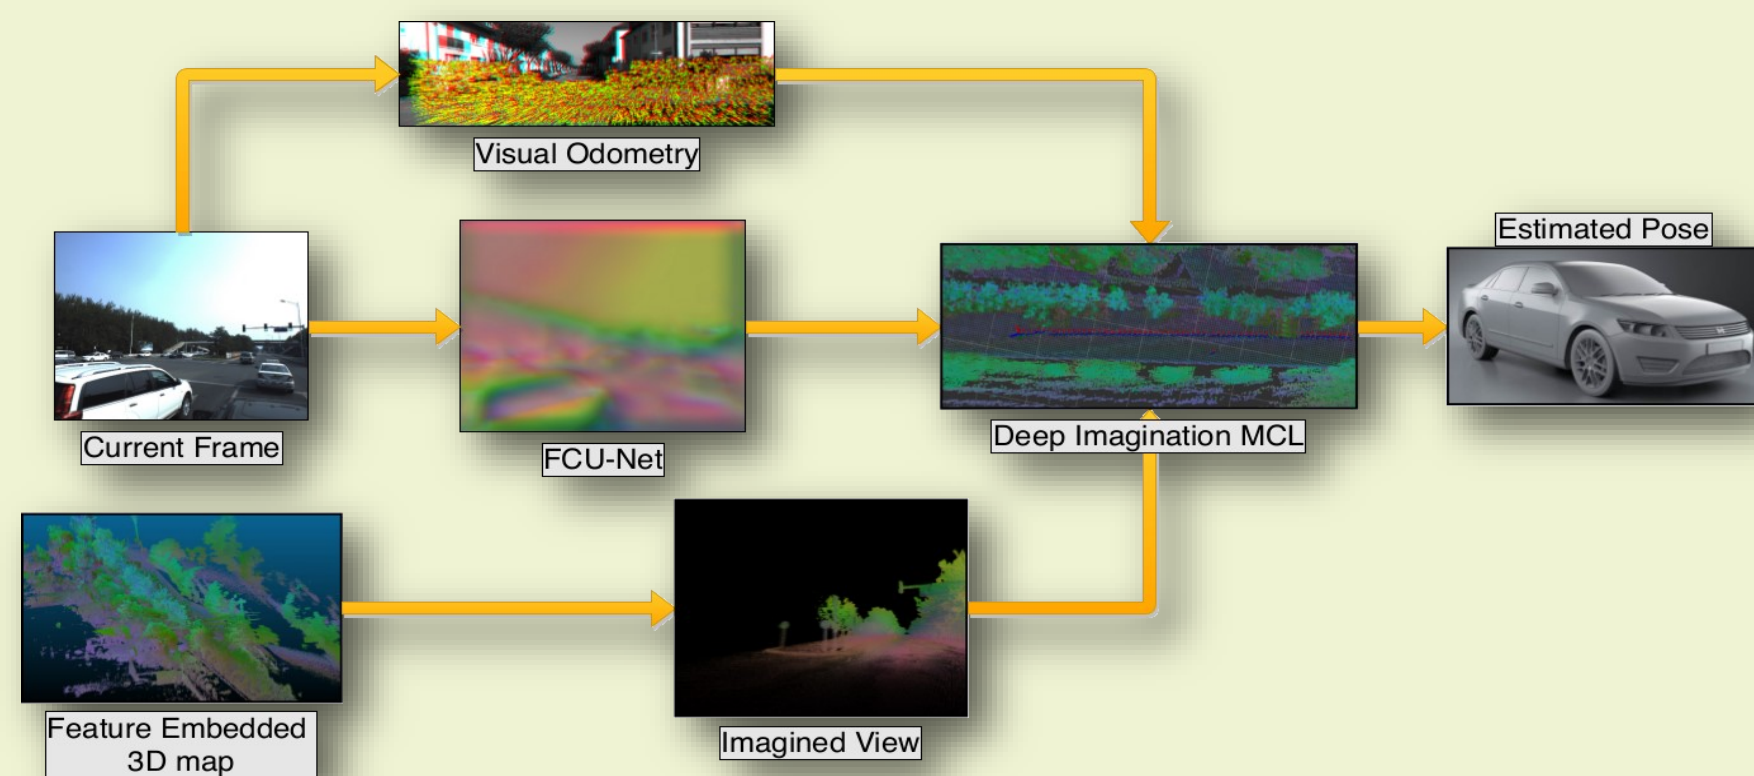 Visual Odometry
Estimated Pose
Current Frame
FCU-Net
Deep Imagination MCL
Feature Embedded
3D map
Imagined View